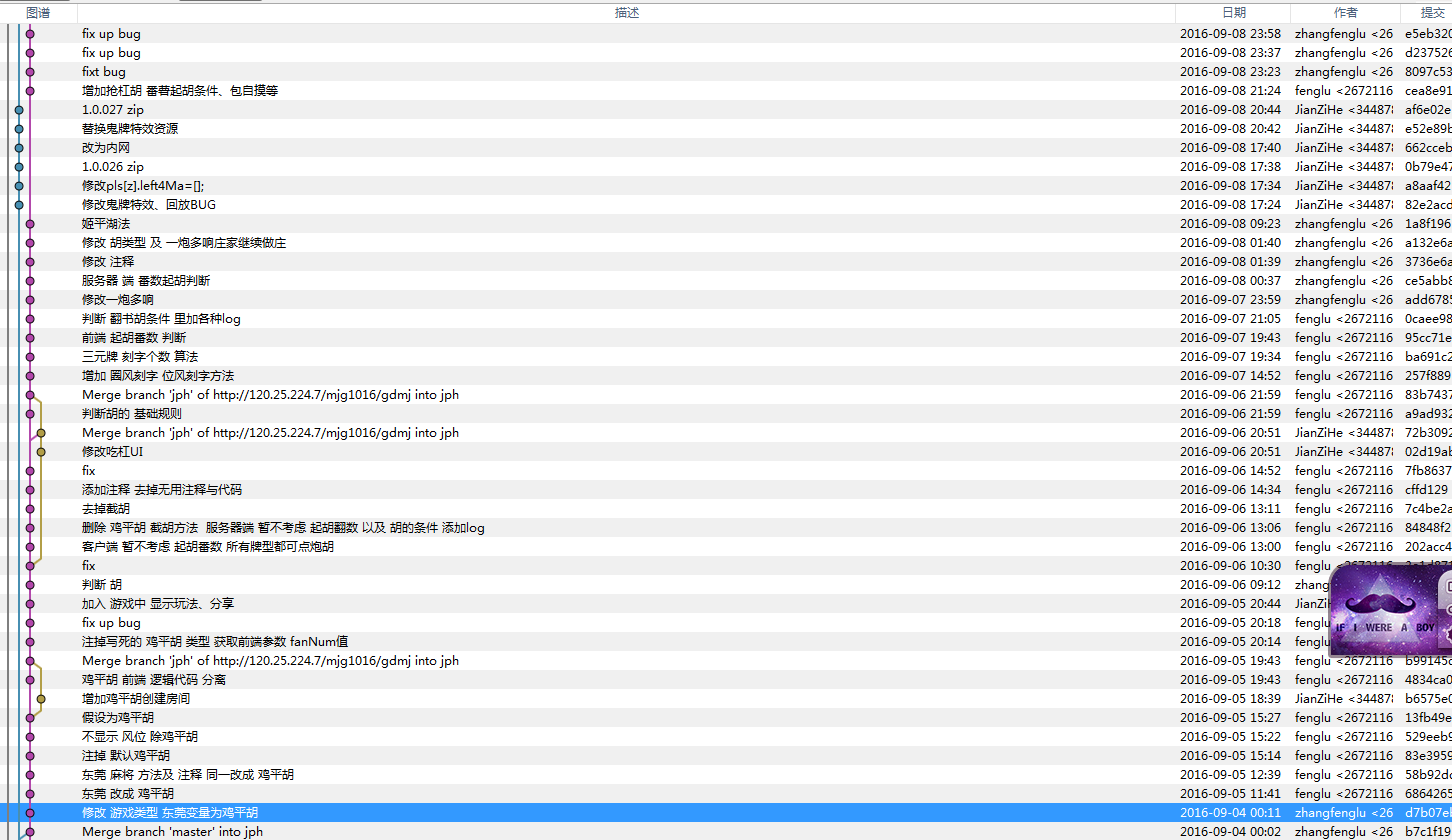 图谱 描述 日期 作者 提交
fix up bug 2016-09-08 23:58 zhangfenglu <26 e5eb320
fix up bug 2016-09-08 23:37 zhangfenglu <26 d237526
fixt bug 2016-09-08 23:23 zhangfenglu <26 8097c53
增加抢杠胡 番替起胡条件、包自摸等 2016-09-08 21:24 fenglu <2672116 cea8e91
1.0.027 zip 2016-09-08 20:44 JianZiHe <34487 af6e02e
替换鬼牌特效资源 2016-09-08 20:42 JianZiHe <34487 e52e89b
改为内网 2016-09-08 17:40 JianZiHe <34487 662cceb
1.0.026 zip 2016-09-08 17:38 JianZiHe <34487 0b79e47
修改pls[z].left4Ma=[]; 2016-09-08 17:34 JianZiHe <34487 a8aaf42
修改鬼牌特效、回放BUG 2016-09-08 17:24 JianZiHe <34487 82e2acd
姬平湖法 2016-09-08 09:23 zhangfenglu <26 1a8f196
修改 胡类型 及 一炮多响庄家继续做庄 2016-09-08 01:40 zhangfenglu <26 a132e6a
修改 注释 2016-09-08 01:39 zhangfenglu <26 3736e6a
服务器 端 番数起胡判断 2016-09-08 00:37 zhangfenglu <26 ce5abb8
修改一炮多响 2016-09-07 23:59 zhangfenglu <26 add6785
判断 翻书胡条件 里加各种log 2016-09-07 21:05 fenglu <2672116 0caee98
前端 起胡番数 判断 2016-09-07 19:43 fenglu <2672116 95cc71e
三元牌 刻字个数 算法 2016-09-07 19:34 fenglu <2672116 ba691c2
增加 圈风刻字 位风刻字方法 2016-09-07 14:52 fenglu <2672116 257f889
Merge branch 'jph' of http://120.25.224.7/mjg1016/gdmj into jph 2016-09-06 21:59 fenglu <2672116 83b7437
判断胡的 基础规则 2016-09-06 21:59 fenglu <2672116 a9ad932
Merge branch 'jph' of http://120.25.224.7/mjg1016/gdmj into jph 2016-09-06 20:51 JianZiHe <34487 72b3092
修改吃杠UI 2016-09-06 20:51 JianZiHe <34487 02d19ab
fix 2016-09-06 14:52 fenglu <2672116 7fb8637
添加注释 去掉无用注释与代码 2016-09-06 14:34 fenglu <2672116 cffd129
去掉截胡 2016-09-06 13:11 fenglu <2672116 7c4be2a
删除 鸡平胡 截胡方法 服务器端 暂不考虑 起胡翻数 以及 胡的条件 添加log 2016-09-06 13:06 fenglu <2672116 84848f2
客户端 暂不考虑 起胡番数 所有牌型都可点炮胡 2016-09-06 13:00 fenglu <2672116 202acc4
fix 2016-09-06 10:30 fenglu
判断 胡 2016-09-06 09:12 zhang
加入 游戏中 显示玩法、分享 2016-09-05 20:44 JianZi
fix up bug 2016-09-05 20:18 fenglu
注掉写死的 鸡平胡 类型 获取前端参数 fanNum值 2016-09-05 20:14 fenglu
IF I WERE A BOY
Merge branch 'jph' of http://120.25.224.7/mjg1016/gdmj into jph 2016-09-05 19:43 fenglu <2672116 b99145
鸡平胡 前端 逻辑代码 分离 2016-09-05 19:43 fenglu <2672116 4834ca0
增加鸡平胡创建房间 2016-09-05 18:39 JianZiHe <34487 b6575e0
假设为鸡平胡 2016-09-05 15:27 fenglu <2672116 13fb49e
不显示 风位 除鸡平胡 2016-09-05 15:22 fenglu <2672116 529eeb9
注掉 默认鸡平胡 2016-09-05 15:14 fenglu <2672116 83e3959
东莞 麻将 方法及 注释 同一改成 鸡平胡 2016-09-05 12:39 fenglu <2672116 58b92dc
东莞 改成 鸡平胡 2016-09-05 11:41 fenglu <2672116 6864265
修改 游戏类型 东莞变量为鸡平胡 2016-09-04 00:11 zhangfenglu <26 d7b07e
Merge branch 'master' into jph 2016-09-04 00:02 zhangfenglu <26 b7c1f19